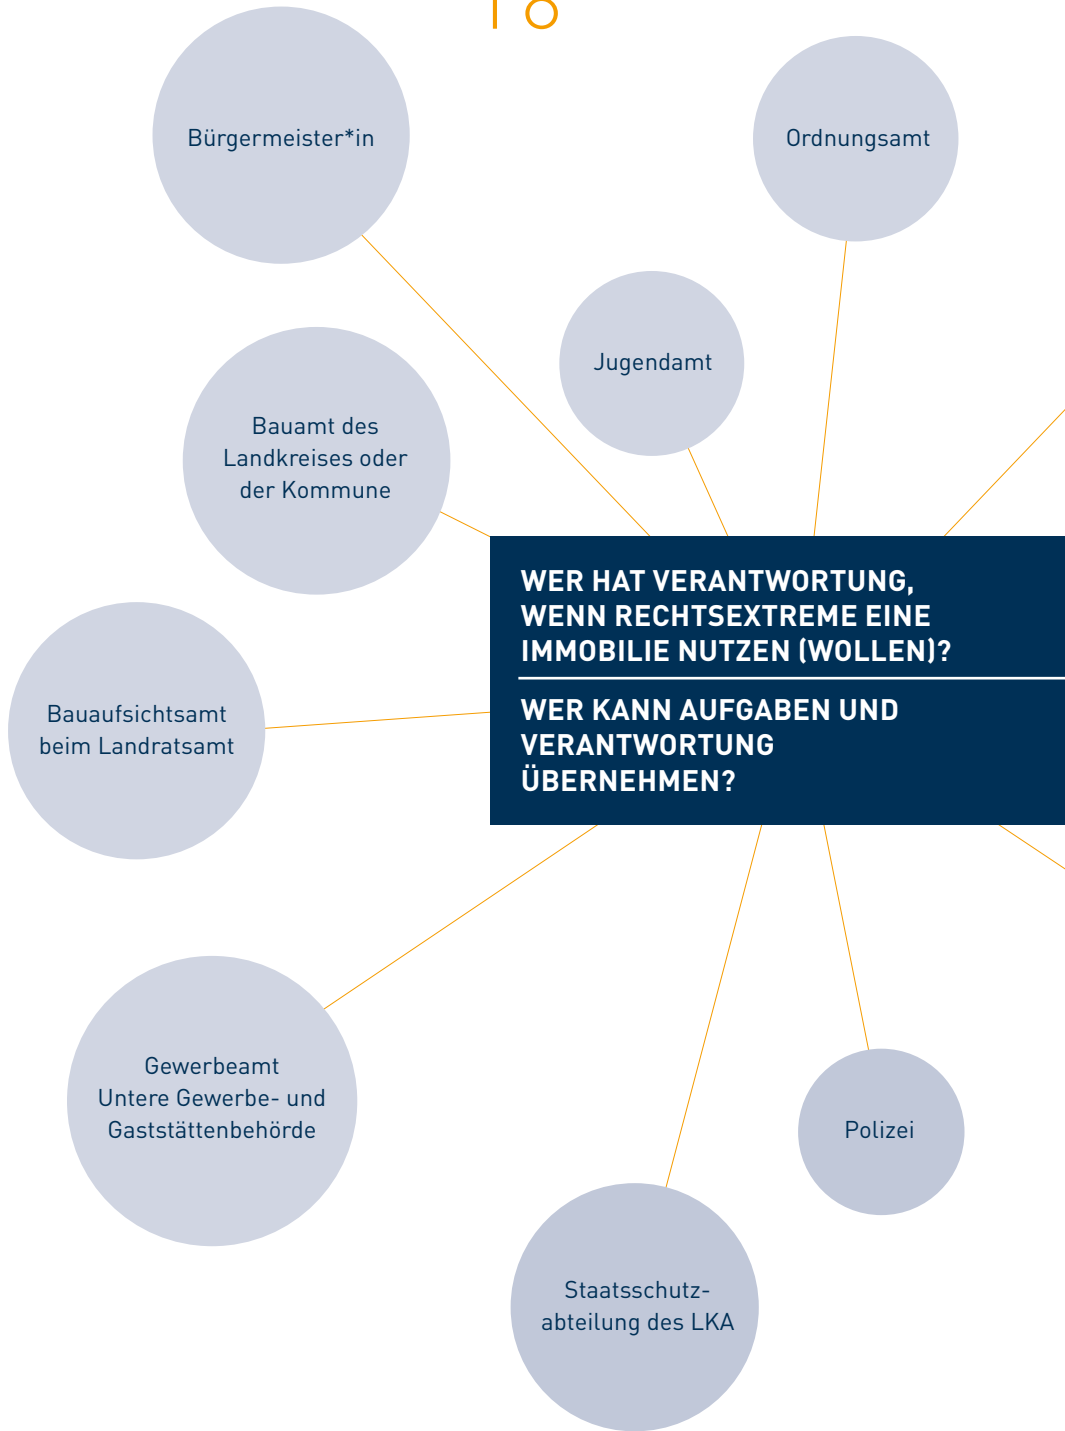 Bürgermeister*in
Ordnungsamt
Jugendamt
Bauamt des
Landkreises oder
der Kommune
WER HAT VERANTWORTUNG,
WENN RECHTSEXTREME EINE
IMMOBILIE NUTZEN (WOLLEN)?
WER KANN AUFGABEN UND
VERANTWORTUNG
ÜBERNEHMEN?
Bauaufsichtsamt
beim Landratsamt
Gewerbeamt
Untere Gewerbe- und
Gaststättenbehörde
Polizei
Staatsschutz-
abteilung des LKA